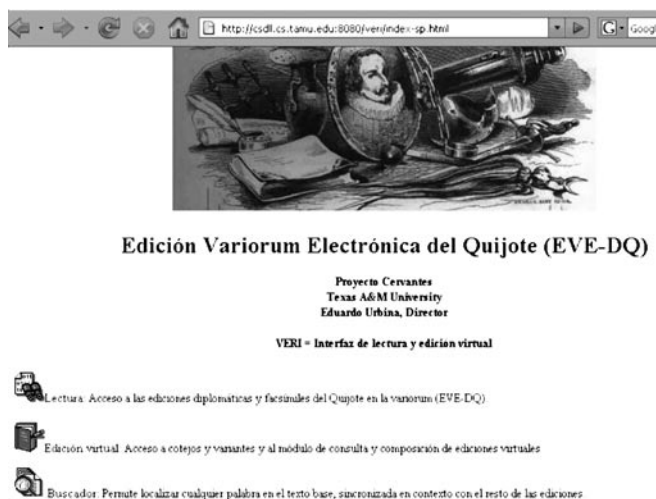 http://csdl.cs.tamu.edu:8080/veri/index-sp.html
G
Goog
Edición Variorum Electrónica del Quijote (EVE-DQ)
Proyecto Cervantes
Texas A&M University
Eduardo Urbina, Director
VERI = Interfaz de lectura y edición virtual
Lectura: Acceso a las ediciones diplomáticas y facsímiles del Quijote en la variorum (EVE-DQ)
Edición virtual: Acceso a cotejos y variantes y al módulo de consulta y composición de ediciones virtuales
Buscador: Permite localizar cualquier palabra en el texto base, sincronizada en contexto con el resto de las ediciones